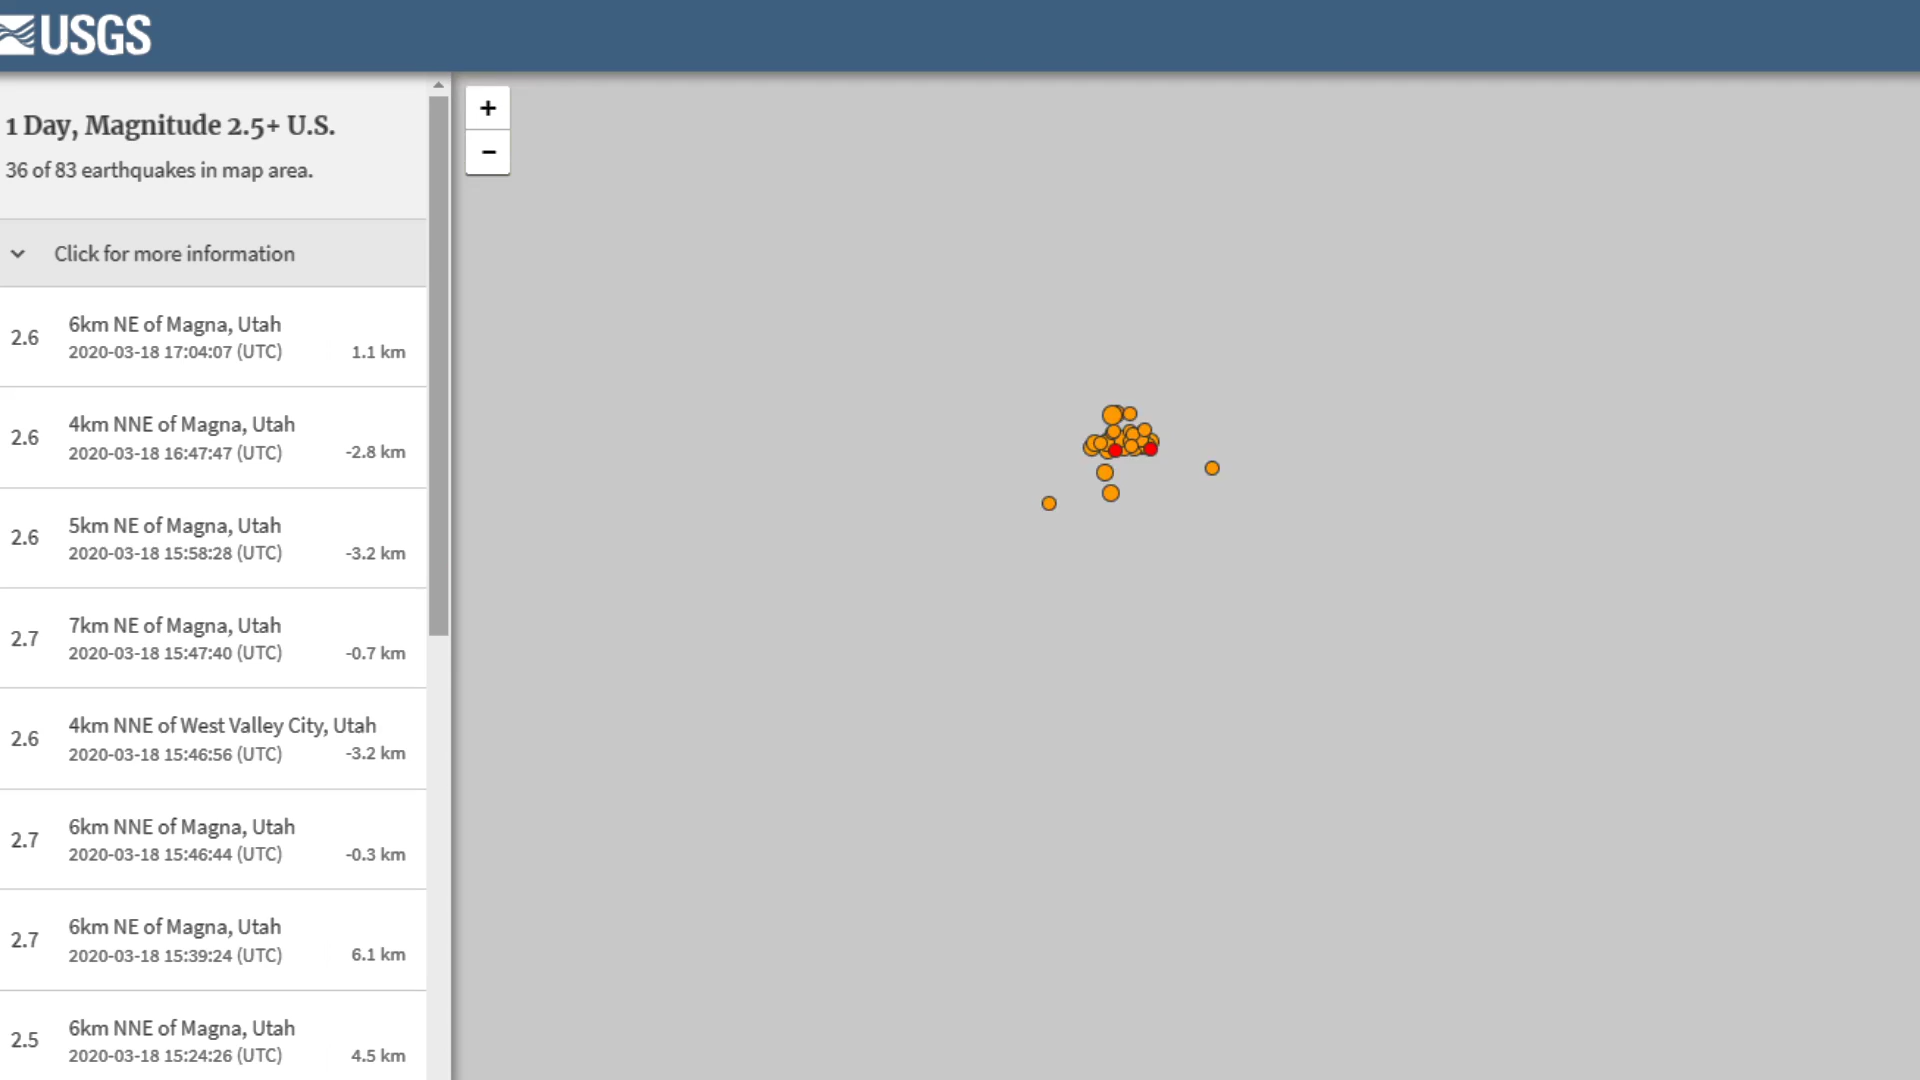 USGS
1 Day, Magnitude 2.5+ U.S.
36 of 83 earthquakes in map area.
Click for more information
2.6
6km NE of Magna, Utah
2020-03-18 17:04:07 (UTC)
1.1 km
2.6
4km NNE of Magna, Utah
2020-03-18 16:47:47 (UTC)
-2.8 km
2.6
5km NE of Magna, Utah
2020-03-18 15:58:28 (UTC)
-3.2 km
2.7
7km NE of Magna, Utah
2020-03-18 15:47:40 (UTC)
-0.7 km
2.6
4km NNE of West Valley City, Utah
2020-03-18 15:46:56 (UTC)
-3.2 km
2.7
6km NNE of Magna, Utah
2020-03-18 15:46:44 (UTC)
-0.3 km
2.7
6km NE of Magna, Utah
2020-03-18 15:39:24 (UTC)
6.1 km
2.5
6km NNE of Magna, Utah
2020-03-18 15:24:26 (UTC)
4.5 km
+
−